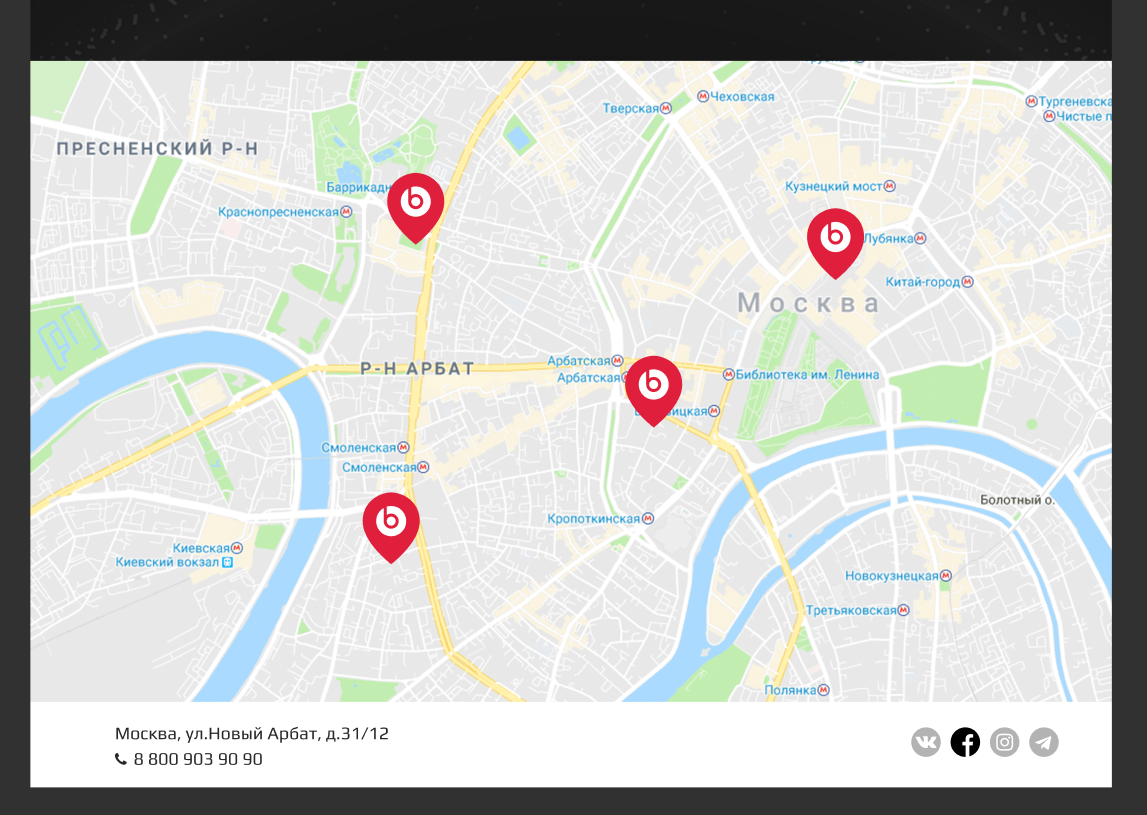 Тверская
Чеховская
Тургеневска
Чистые п
ПРЕСНЕНСКИЙ Р-Н
Баррикадн
Кузнецкий мост
Краснопресненская
Лубянка
Китай-город
Москва
Арбатская
Р-Н АРБАТ
Библиотека им. Ленина
Арбатская
ицкая
Смоленская
Смоленская
Болотный о.
Кропоткинская
Киевская
Киевский вокзал
Новокузнецкая
Третьяковская
Полянка
Москва, ул.Новый Арбат, д.31/12
8 800 903 90 90